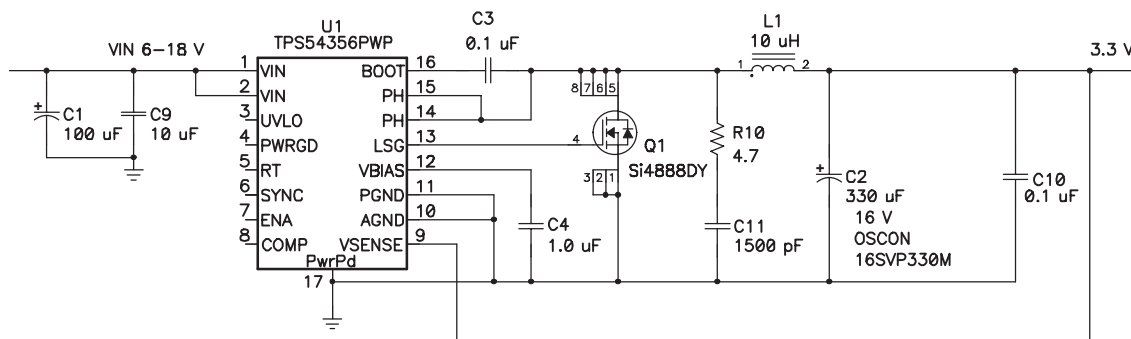 U1
TPS54356PWP
VIN 6-18 V
C3
0.1 uF
L1
10 uH
3.3 V
1
VIN
BOOT
16
2
VIN
PH
15
3
UVLO
PH
14
4
PWRGD
LSG
13
5
RT
VBIAS
12
6
SYNC
PGND
11
7
ENA
AGND
10
8
COMP
VSENSE
9
PwrPd
17
+
C1
100 uF
C9
10 uF
C4
1.0 uF
8 7 6 5
4
3 2 1
Q1
Si4888DY
1
2
R10
4.7
C11
1500 pF
+
C2
330 uF
16 V
OSCON
16SVP330M
C10
0.1 uF